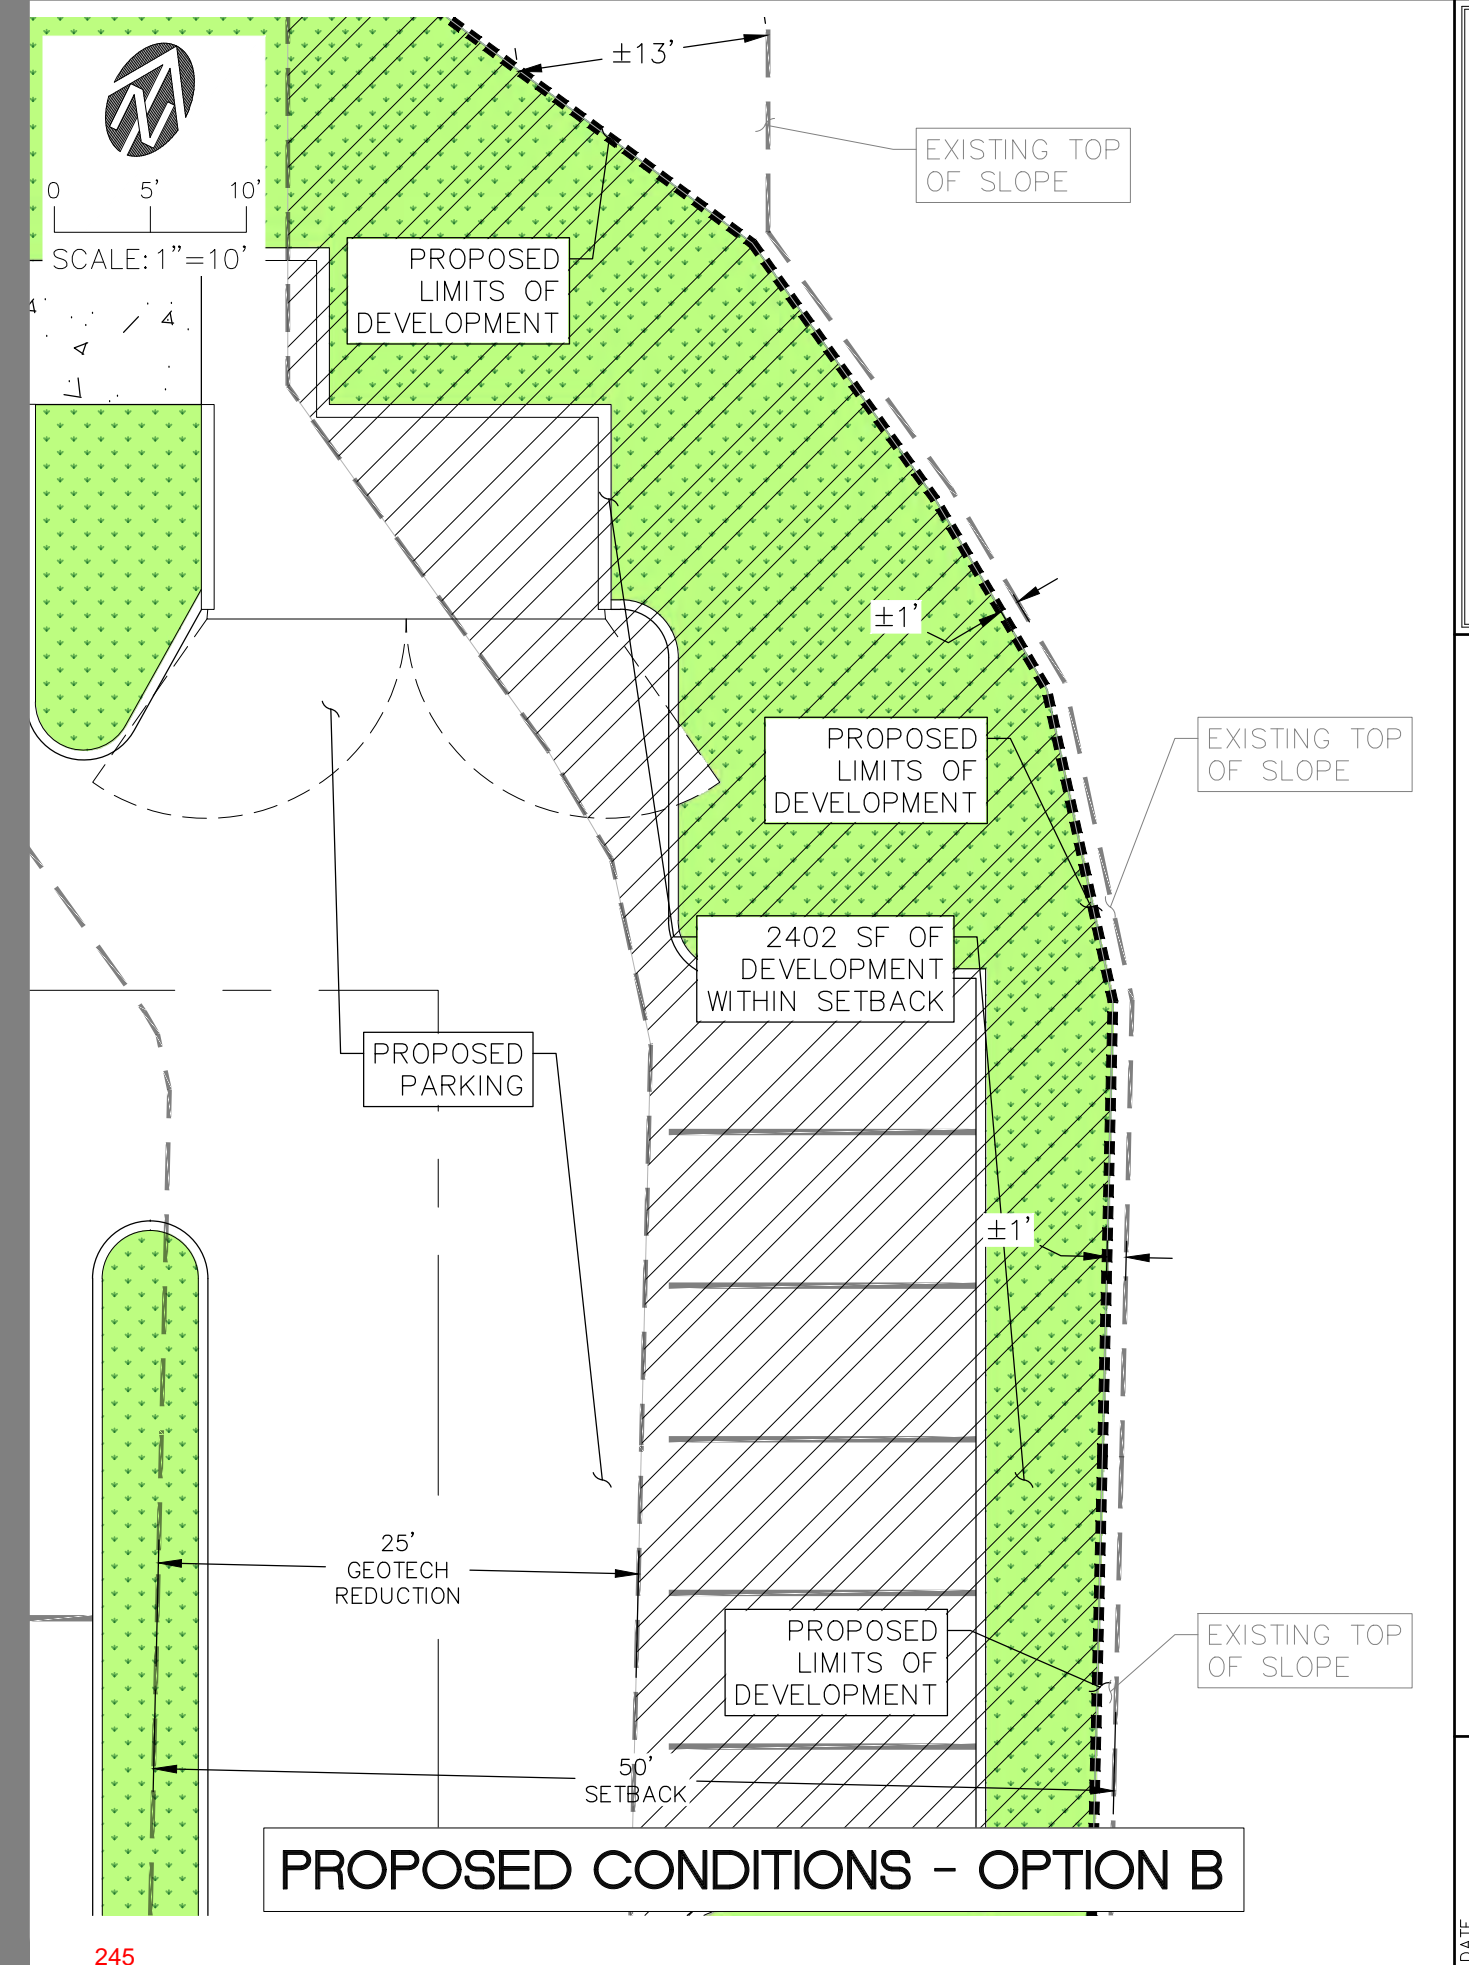 ±13'
EXISTING TOP
OF SLOPE
0 5' 10'
SCALE: 1"=10'
PROPOSED
LIMITS OF
DEVELOPMENT
±1'
PROPOSED
LIMITS OF
DEVELOPMENT
EXISTING TOP
OF SLOPE
2402 SF OF
DEVELOPMENT
WITHIN SETBACK
PROPOSED
PARKING
±1'
25'
GEOTECH
REDUCTION
PROPOSED
LIMITS OF
DEVELOPMENT
EXISTING TOP
OF SLOPE
50'
SETBACK
PROPOSED CONDITIONS - OPTION B
DATE
245